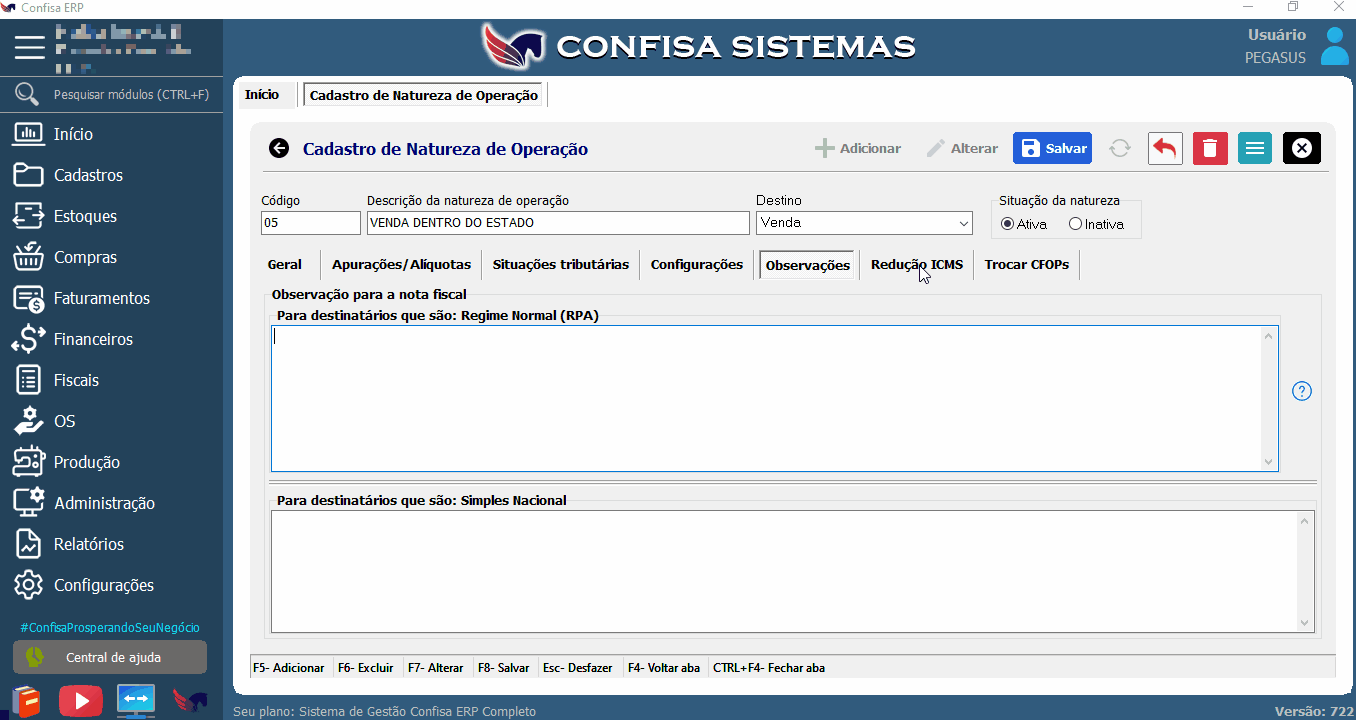 Confisa ERP
CONFISA SISTEMAS
Usuário
PEGASUS
Pesquisar módulos (CTRL+F)
Início
Cadastros
Estoques
Compras
Faturamentos
Financeiros
Fiscais
OS
Produção
Administração
Relatórios
Configurações
#ConfisaProsperandoSeuNegócio
Central de ajuda
Início
Cadastro de Natureza de Operação
Cadastro de Natureza de Operação
Adicionar
Alterar
Salvar
Código
Descrição da natureza de operação
Destino
Situação da natureza
05
VENDA DENTRO DO ESTADO
Venda
Ativa
Inativa
Geral
Apurações/Alíquotas
Situações tributárias
Configurações
Observações
Redução ICMS
Trocar CFOPs
Observação para a nota fiscal
Para destinatários que são: Regime Normal (RPA)
?
Para destinatários que são: Simples Nacional
F5- Adicionar
F6- Excluir
F7- Alterar
F8- Salvar
Esc- Desfazer
F4- Voltar aba
CTRL+F4- Fechar aba
Seu plano: Sistema de Gestão Confisa ERP Completo
Versão: 722